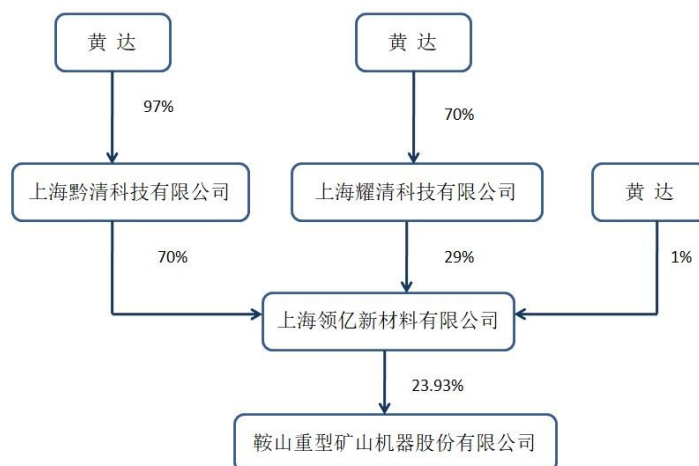 黄 达
黄 达
97%
70%
上海黔清科技有限公司
上海耀清科技有限公司
黄 达
70%
29%
1%
上海领亿新材料有限公司
23.93%
鞍山重型矿山机器股份有限公司